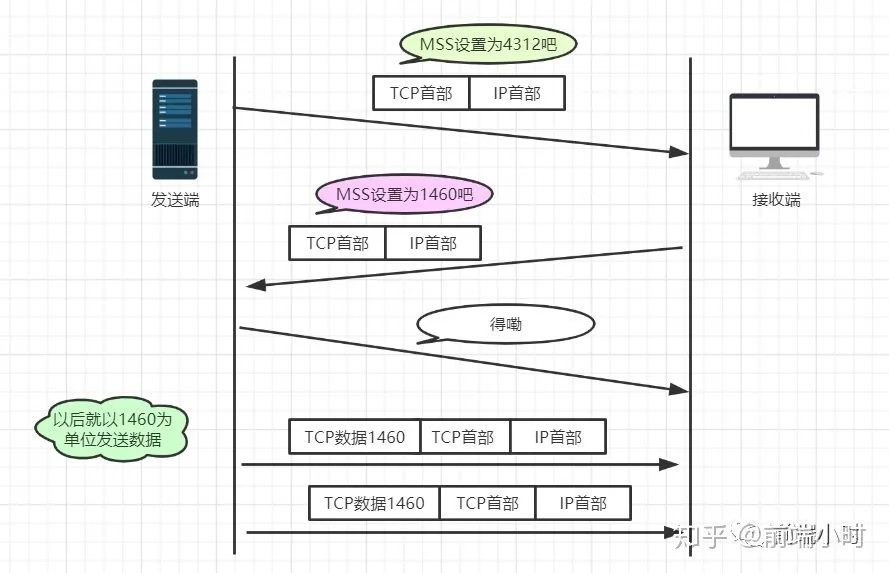 MSS设置为4312吧
TCP首部 IP首部
发送端
接收端
MSS设置为1460吧
TCP首部 IP首部
得嘞
以后就以1460为
单位发送数据
TCP数据1460 TCP首部 IP首部
TCP数据1460 TCP首部 IP首部
知乎 @前端小时